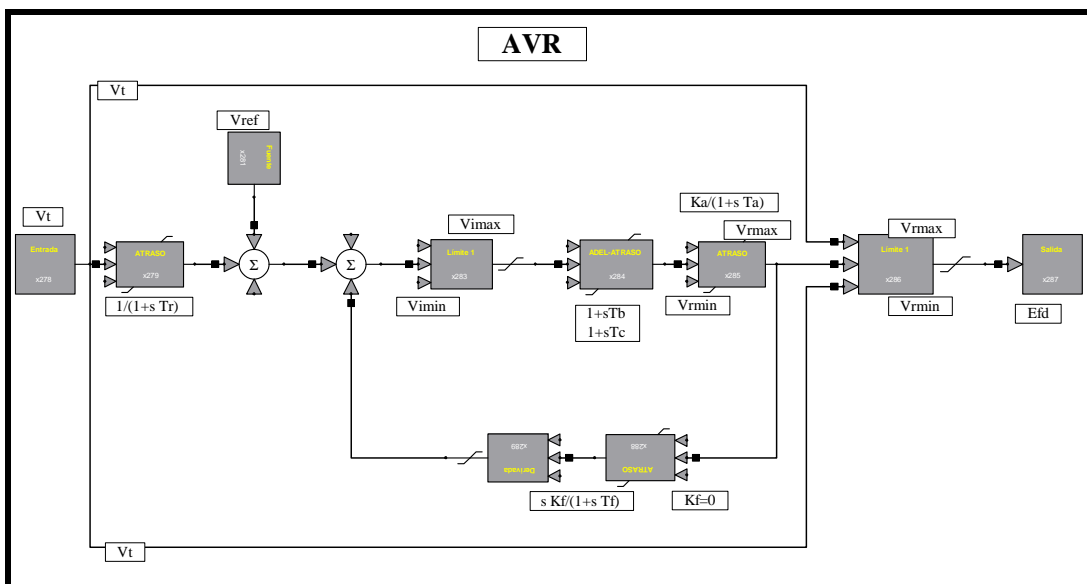 AVR
Vt
Vref
Fuente
x281
Vt
Entrada
x278
ATRASO
x279
1/(1+s Tr)
Σ
Σ
Vimax
Límite 1
x283
Vimin
ADEL-ATRASO
x284
1+sTb
1+sTc
Ka/(1+s Ta)
Vrmax
ATRASO
x285
Vrmin
Vrmax
Límite 1
x286
Vrmin
Salida
x287
Efd
x289
Derivada
x288
ATRASO
s Kf/(1+s Tf)
Kf=0
Vt